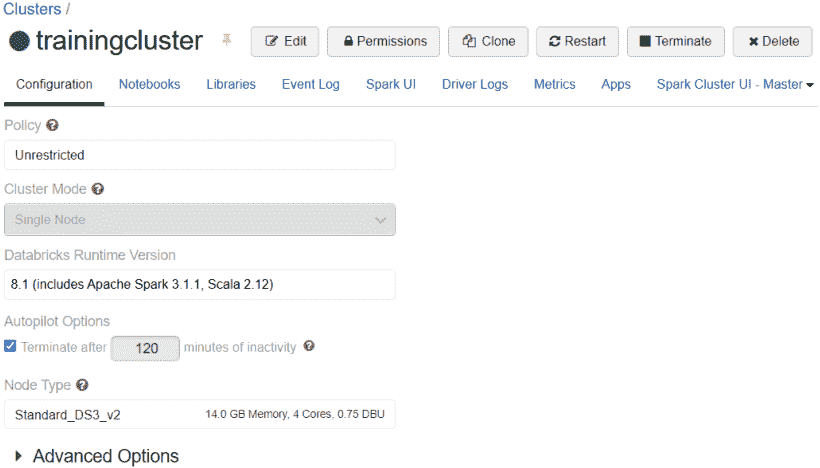 Clusters /
trainingcluster Edit Permissions Clone Restart Terminate Delete
Configuration Notebooks Libraries Event Log Spark UI Driver Logs Metrics Apps Spark Cluster UI - Master
Policy ?
Unrestricted
Cluster Mode ?
Single Node
Databricks Runtime Version
8.1 (includes Apache Spark 3.1.1, Scala 2.12)
Autopilot Options
Terminate after 120 minutes of inactivity ?
Node Type ?
Standard_DS3_v2 14.0 GB Memory, 4 Cores, 0.75 DBU
Advanced Options